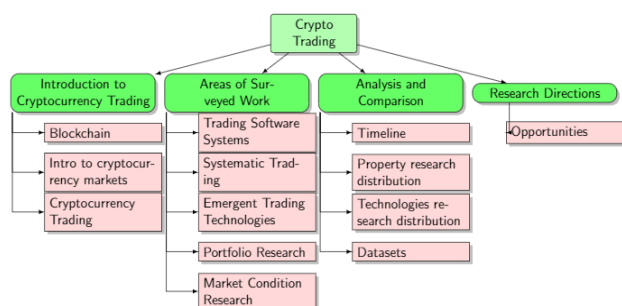 Crypto
Trading
Introduction to
Cryptocurrency Trading
Blockchain
Intro to cryptocur-
rency markets
Cryptocurrency
Trading
Areas of Sur-
veyed Work
Trading Software
Systems
Systematic Trad-
ing
Emergent Trading
Technologies
Portfolio Research
Market Condition
Research
Analysis and
Comparison
Timeline
Property research
distribution
Technologies re-
search distribution
Datasets
Research Directions
Opportunities